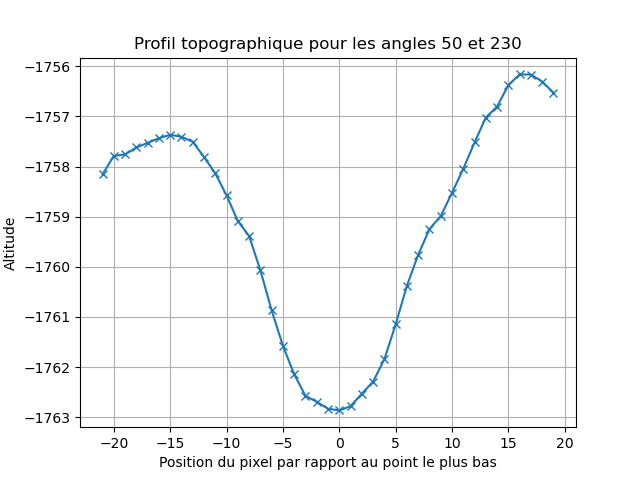 Profil topographique pour les angles 50 et 230
Altitude
−1756
−1757
−1758
−1759
−1760
−1761
−1762
−1763
−20 −15 −10 −5 0 5 10 15 20
Position du pixel par rapport au point le plus bas